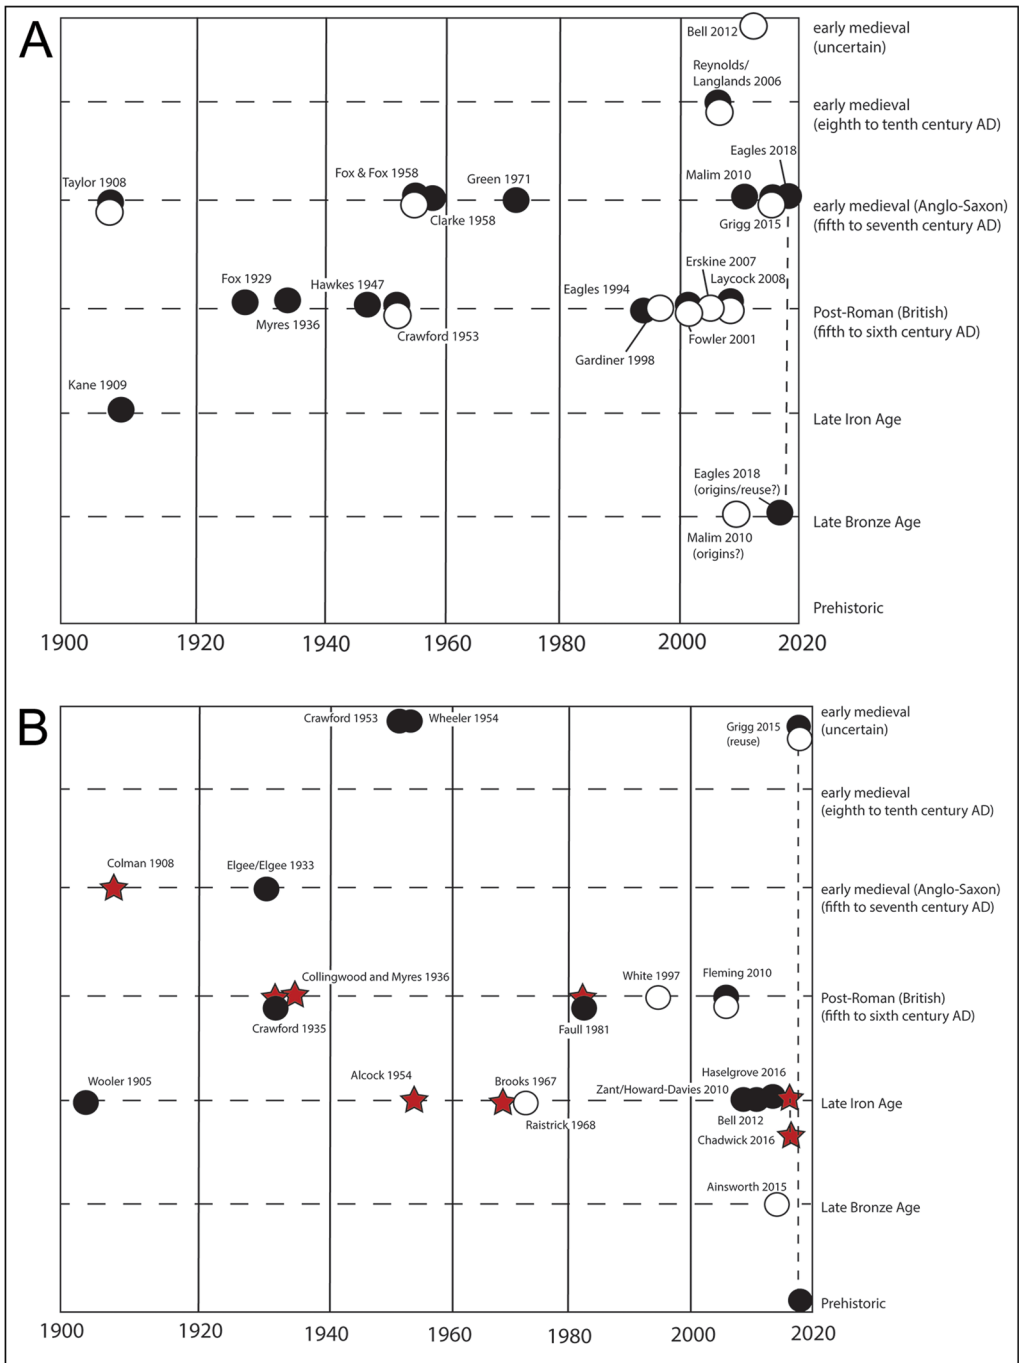 A
Bell 2012
early medieval
(uncertain)
Reynolds/
Langlands 2006
early medieval
(eighth to tenth century AD)
Eagles 2018
Taylor 1908
Fox & Fox 1958
Green 1971
Malim 2010
Clarke 1958
Grigg 2015
early medieval (Anglo-Saxon)
(fifth to seventh century AD)
Erskine 2007
Fox 1929
Hawkes 1947
Eagles 1994
Laycock 2008
Myres 1936
Crawford 1953
Fowler 2001
Gardiner 1998
Post-Roman (British)
(fifth to sixth century AD)
Kane 1909
Late Iron Age
Eagles 2018
(origins/reuse?)
Malim 2010
(origins?)
Late Bronze Age
Prehistoric
1900 1920 1940 1960 1980 2000 2020
B
Crawford 1953
Wheeler 1954
Grigg 2015
(reuse)
early medieval
(uncertain)
early medieval
(eighth to tenth century AD)
Colman 1908
Elgee/Elgee 1933
early medieval (Anglo-Saxon)
(fifth to seventh century AD)
Collingwood and Myres 1936
White 1997
Fleming 2010
Crawford 1935
Faull 1981
Post-Roman (British)
(fifth to sixth century AD)
Wooler 1905
Alcock 1954
Brooks 1967
Haselgrove 2016
Zant/Howard-Davies 2010
Raistrick 1968
Bell 2012
Chadwick 2016
Late Iron Age
Ainsworth 2015
Late Bronze Age
Prehistoric
1900 1920 1940 1960 1980 2000 2020